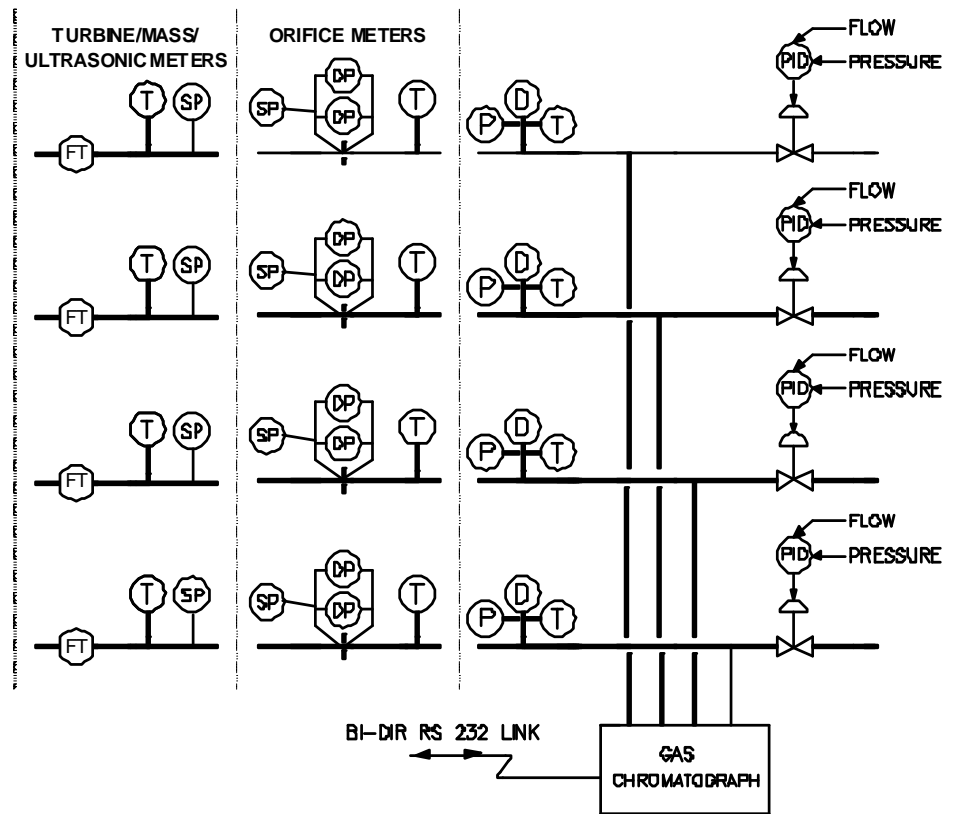 TURBINE/MASS/
ULTRASONIC METERS
ORIFICE METERS
FLOW
PID
PRESSURE
T
SP
DP
SP
DP
T
D
P
T
FT
FLOW
PID
PRESSURE
T
SP
DP
SP
DP
T
D
P
T
FT
FLOW
PID
PRESSURE
T
SP
DP
SP
DP
T
D
P
T
FT
FLOW
PID
PRESSURE
T
SP
DP
SP
DP
T
D
P
T
FT
BI-DIR RS 232 LINK
GAS
CHROMATOGRAPH